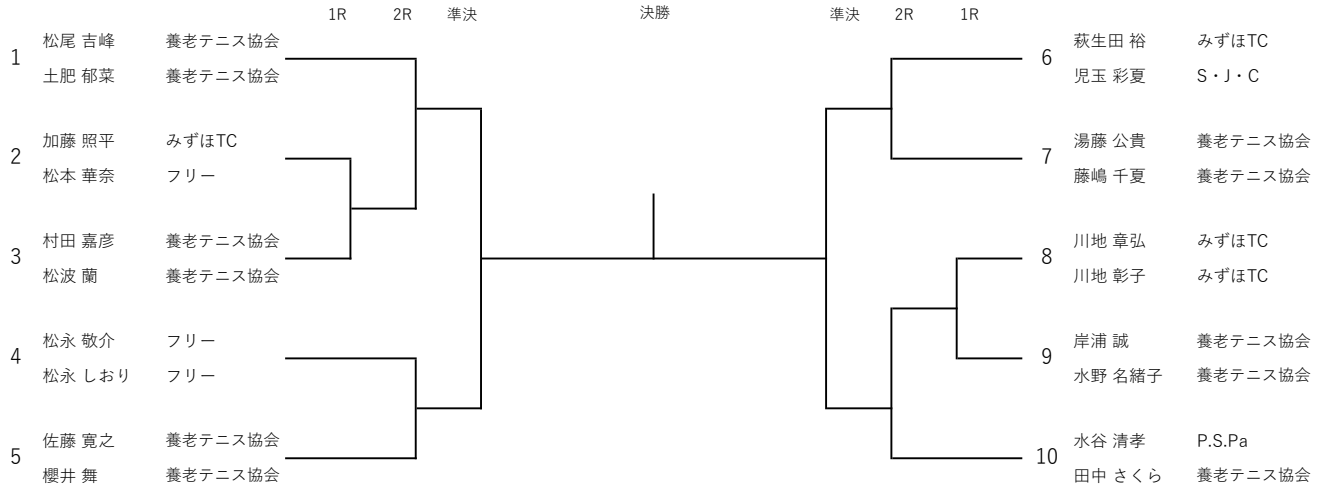 1R 2R 準決 決勝 準決 2R 1R
1
松尾 吉峰 養老テニス協会
土肥 郁菜 養老テニス協会
2
加藤 照平 みずほTC
松本 華奈 フリー
3
村田 嘉彦 養老テニス協会
松波 蘭 養老テニス協会
4
松永 敬介 フリー
松永 しおり フリー
5
佐藤 寛之 養老テニス協会
櫻井 舞 養老テニス協会
6
萩生田 裕 みずほTC
児玉 彩夏 S・J・C
7
湯藤 公貴 養老テニス協会
藤嶋 千夏 養老テニス協会
8
川地 章弘 みずほTC
川地 彰子 みずほTC
9
岸浦 誠 養老テニス協会
水野 名緒子 養老テニス協会
10
水谷 清孝 P.S.Pa
田中 さくら 養老テニス協会